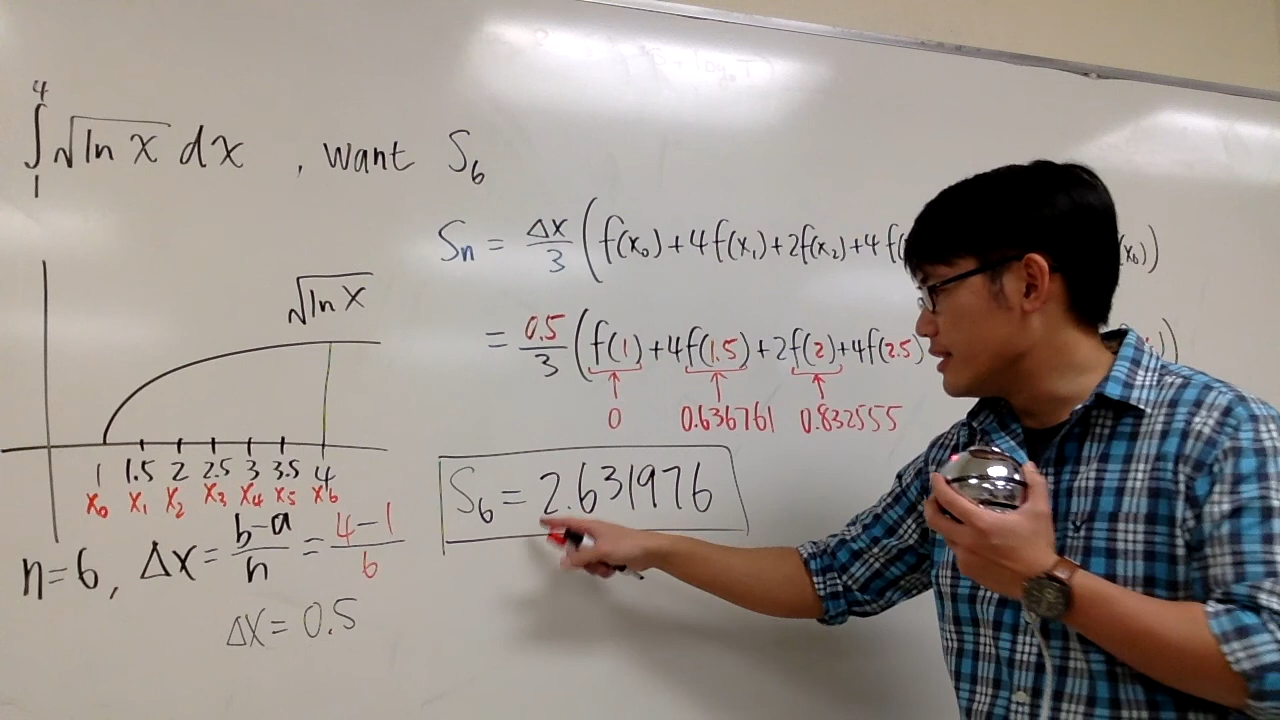 ∫₁⁴ √ln x dx , want S₆
Sn = Δx/3 (f(x₀)+4f(x₁)+2f(x₂)+4f( (x₆))
= 0.5/3 (f(1)+4f(1.5)+2f(2)+4f(2.5) ))
0 0.636761 0.832555
S₆ = 2.631976
√ln x
1 1.5 2 2.5 3 3.5 4
x₀ x₁ x₂ x₃ x₄ x₅ x₆
n=6, Δx = b-a/n = 4-1/6
Δx = 0.5